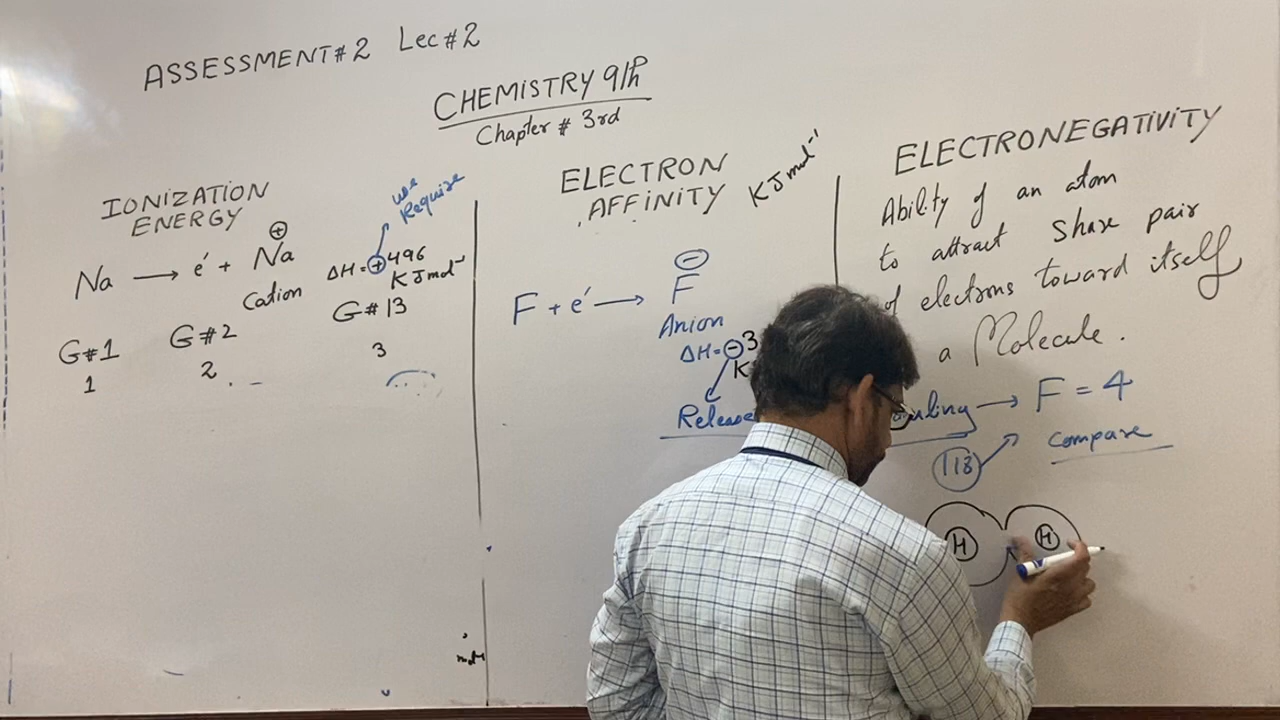 ASSESSMENT# 2 Lec # 2
CHEMISTRY 9th
Chapter # 3rd
IONIZATION
ENERGY
use
Require
Na → e⁻ + Na⊕
Cation
ΔH = ⊕ 496
KJmol⁻¹
G#1 G#2 G#13
1 2 3
ELECTRON
AFFINITY
KJmol⁻¹
F + e⁻ → F⊖
Anion
ΔH = ⊖ 3
K
Release
ELECTRONEGATIVITY
Ability of an atom
to attract Share pair
of electrons toward itself
a Molecule.
auling → F = 4
118 Compare
H H